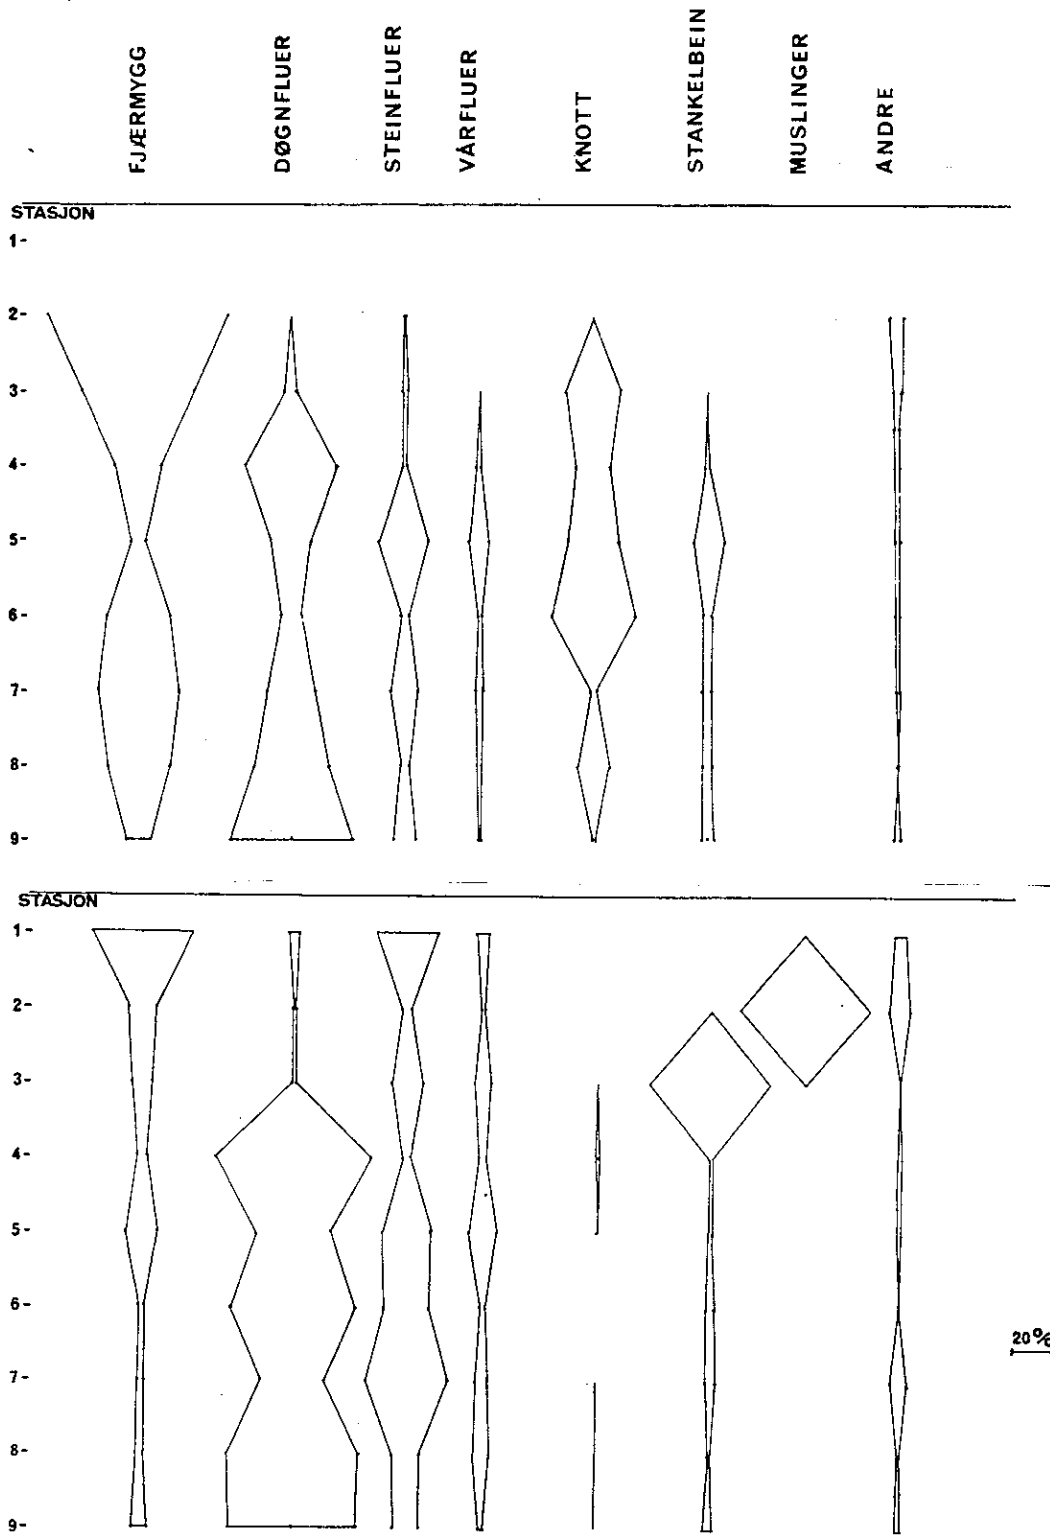 FJÆRMYGG
DØGNFLUER
STEINFLUER
VÅRFLUER
KNOTT
STANKELBEIN
MUSLINGER
ANDRE
STASJON
1-
2-
3-
4-
5-
6-
7-
8-
9-
STASJON
1-
2-
3-
4-
5-
6-
7-
8-
9-
20%